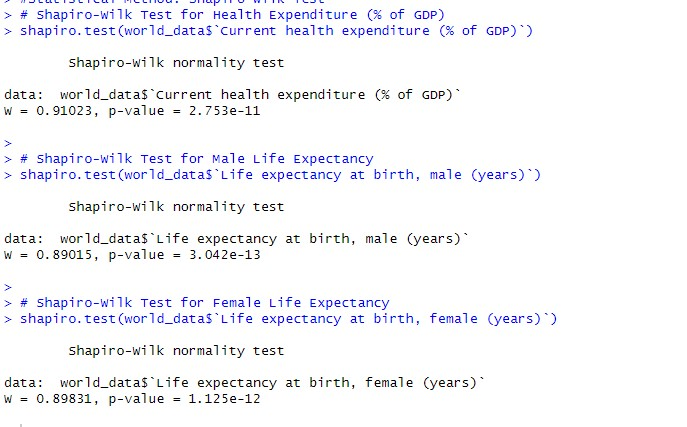 > #Statistical Method: Shapiro-Wilk Test
> # Shapiro-Wilk Test for Health Expenditure (% of GDP)
> shapiro.test(world_data$`Current health expenditure (% of GDP)`)
Shapiro-Wilk normality test
data:  world_data$`Current health expenditure (% of GDP)`
W = 0.91023, p-value = 2.753e-11
>
> # Shapiro-Wilk Test for Male Life Expectancy
> shapiro.test(world_data$`Life expectancy at birth, male (years)`)
Shapiro-Wilk normality test
data:  world_data$`Life expectancy at birth, male (years)`
W = 0.89015, p-value = 3.042e-13
>
> # Shapiro-Wilk Test for Female Life Expectancy
> shapiro.test(world_data$`Life expectancy at birth, female (years)`)
Shapiro-Wilk normality test
data:  world_data$`Life expectancy at birth, female (years)`
W = 0.89831, p-value = 1.125e-12